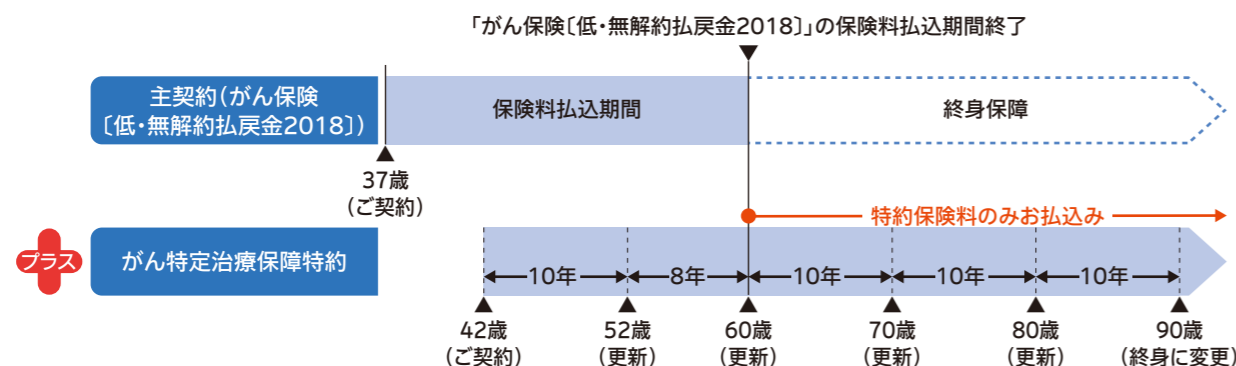 「がん保険〔低・無解約払戻金2018〕」の保険料払込期間終了
主契約(がん保険
〔低・無解約払戻金2018〕)
保険料払込期間
終身保障
37歳
(ご契約)
特約保険料のみお払込み
プラス
がん特定治療保障特約
10年
8年
10年
10年
10年
42歳
(ご契約)
52歳
(更新)
60歳
(更新)
70歳
(更新)
80歳
(更新)
90歳
(終身に変更)